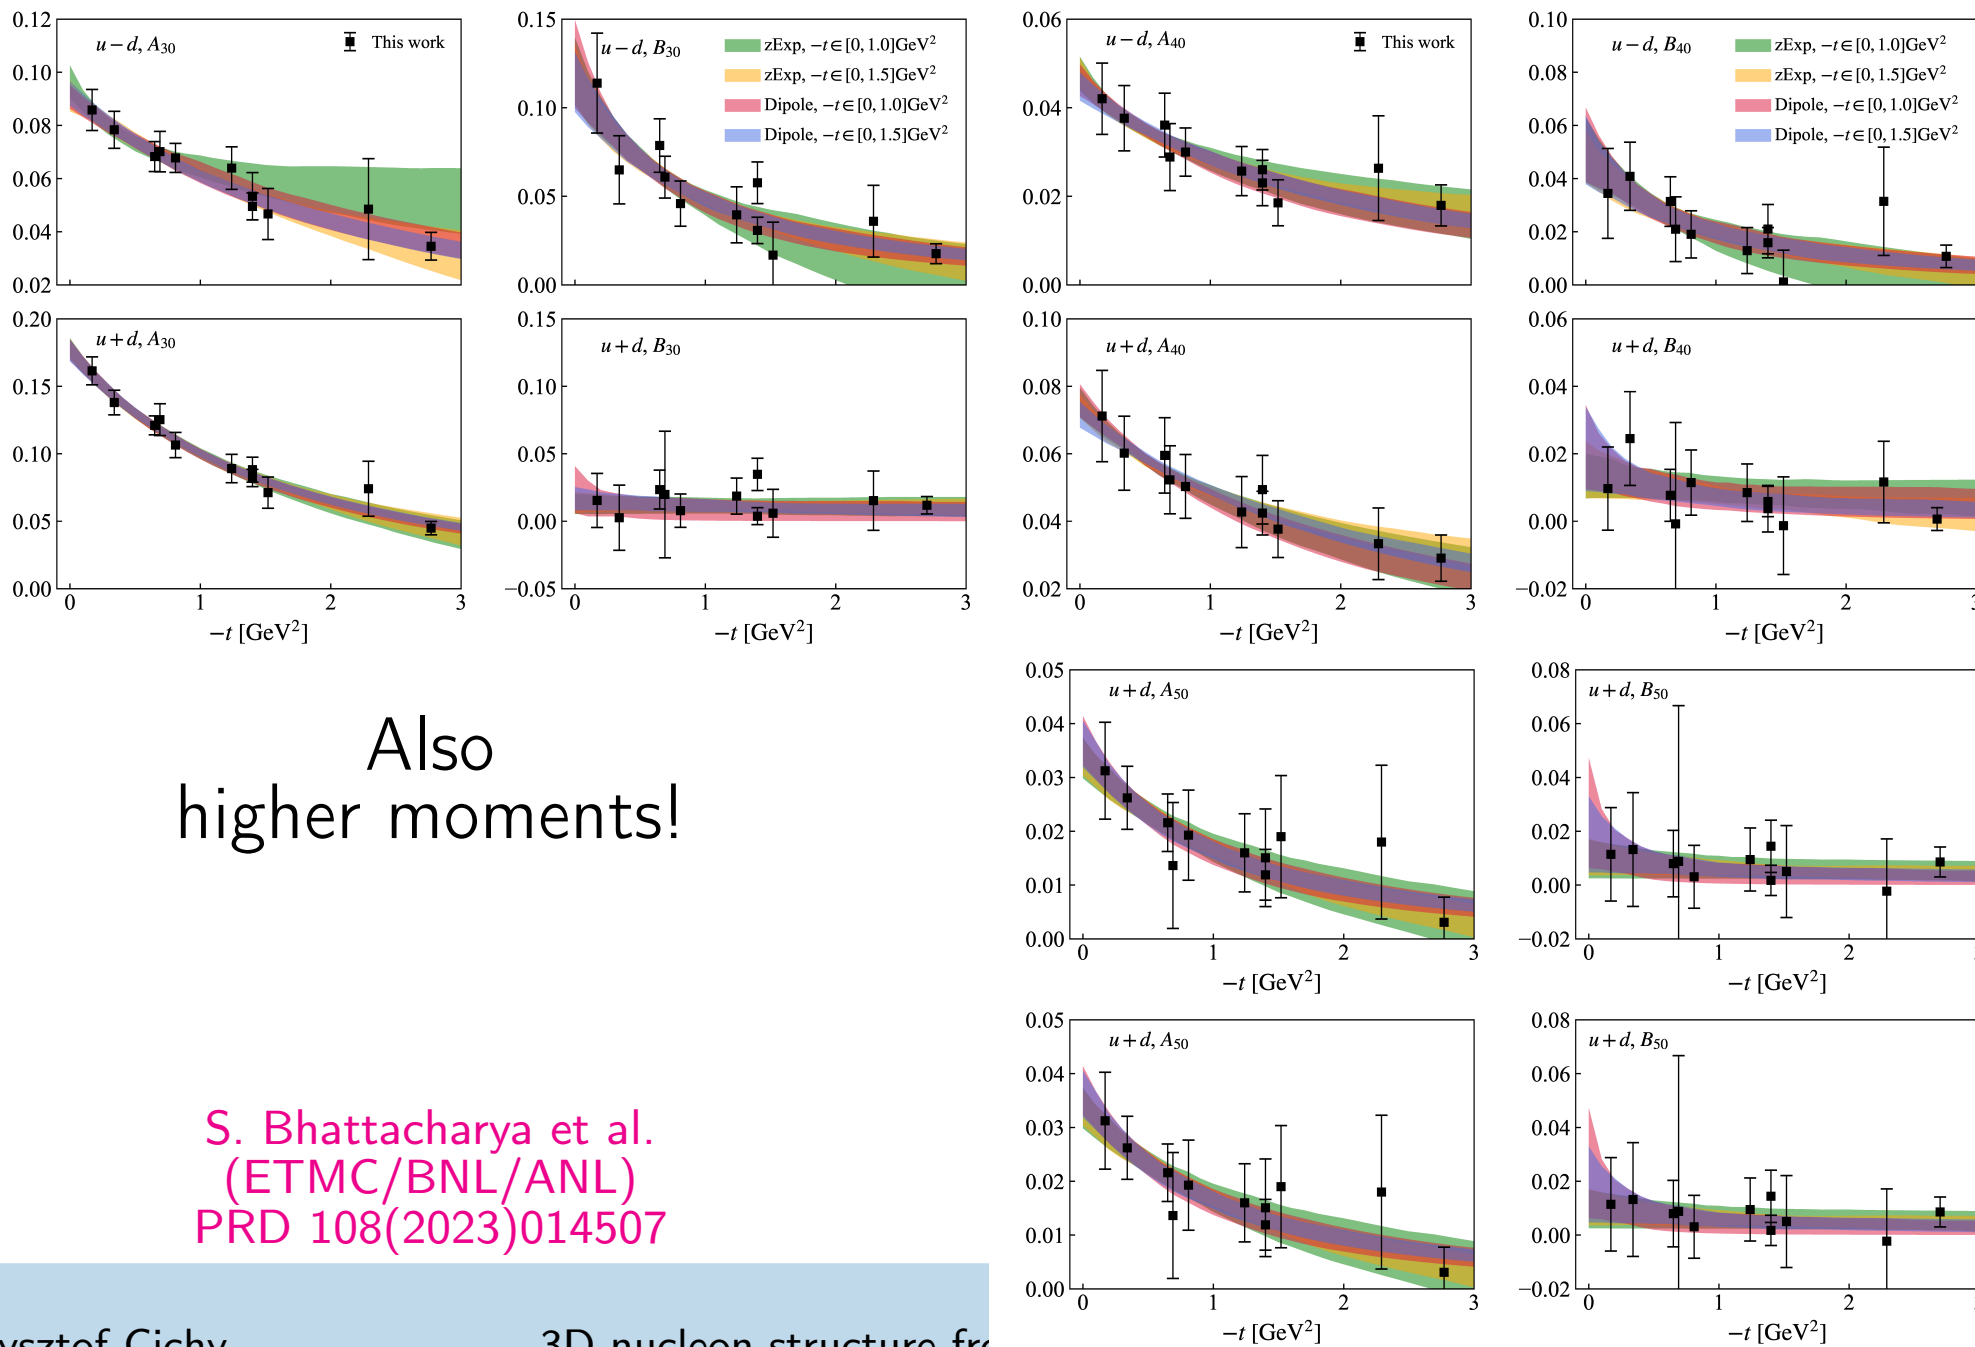 0.12
0.10
0.08
0.06
0.04
0.02
u − d, A₃₀
This work
0.15
0.10
0.05
0.00
u − d, B₃₀
zExp, −t ∈ [0, 1.0]GeV²
zExp, −t ∈ [0, 1.5]GeV²
Dipole, −t ∈ [0, 1.0]GeV²
Dipole, −t ∈ [0, 1.5]GeV²
0.06
0.04
0.02
0.00
u − d, A₄₀
This work
0.10
0.08
0.06
0.04
0.02
0.00
u − d, B₄₀
zExp, −t ∈ [0, 1.0]GeV²
zExp, −t ∈ [0, 1.5]GeV²
Dipole, −t ∈ [0, 1.0]GeV²
Dipole, −t ∈ [0, 1.5]GeV²
0.20
0.15
0.10
0.05
0.00
u + d, A₃₀
0 1 2 3
−t [GeV²]
0.15
0.10
0.05
0.00
−0.05
u + d, B₃₀
0 1 2 3
−t [GeV²]
0.10
0.08
0.06
0.04
0.02
u + d, A₄₀
0 1 2 3
−t [GeV²]
0.06
0.04
0.02
0.00
−0.02
u + d, B₄₀
0 1 2
−t [GeV²]
Also
higher moments!
0.05
0.04
0.03
0.02
0.01
0.00
u + d, A₅₀
0 1 2 3
−t [GeV²]
0.08
0.06
0.04
0.02
0.00
−0.02
u + d, B₅₀
0 1 2
−t [GeV²]
S. Bhattacharya et al.
(ETMC/BNL/ANL)
PRD 108(2023)014507
0.05
0.04
0.03
0.02
0.01
0.00
u + d, A₅₀
0 1 2 3
−t [GeV²]
0.08
0.06
0.04
0.02
0.00
−0.02
u + d, B₅₀
0 1 2
−t [GeV²]
ysztof Cichy
3D nucleon structure fr